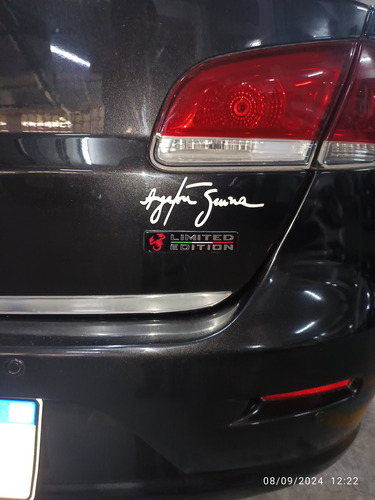 Ayrton Senna
LIMITED
EDITION
08/09/2024 12:22